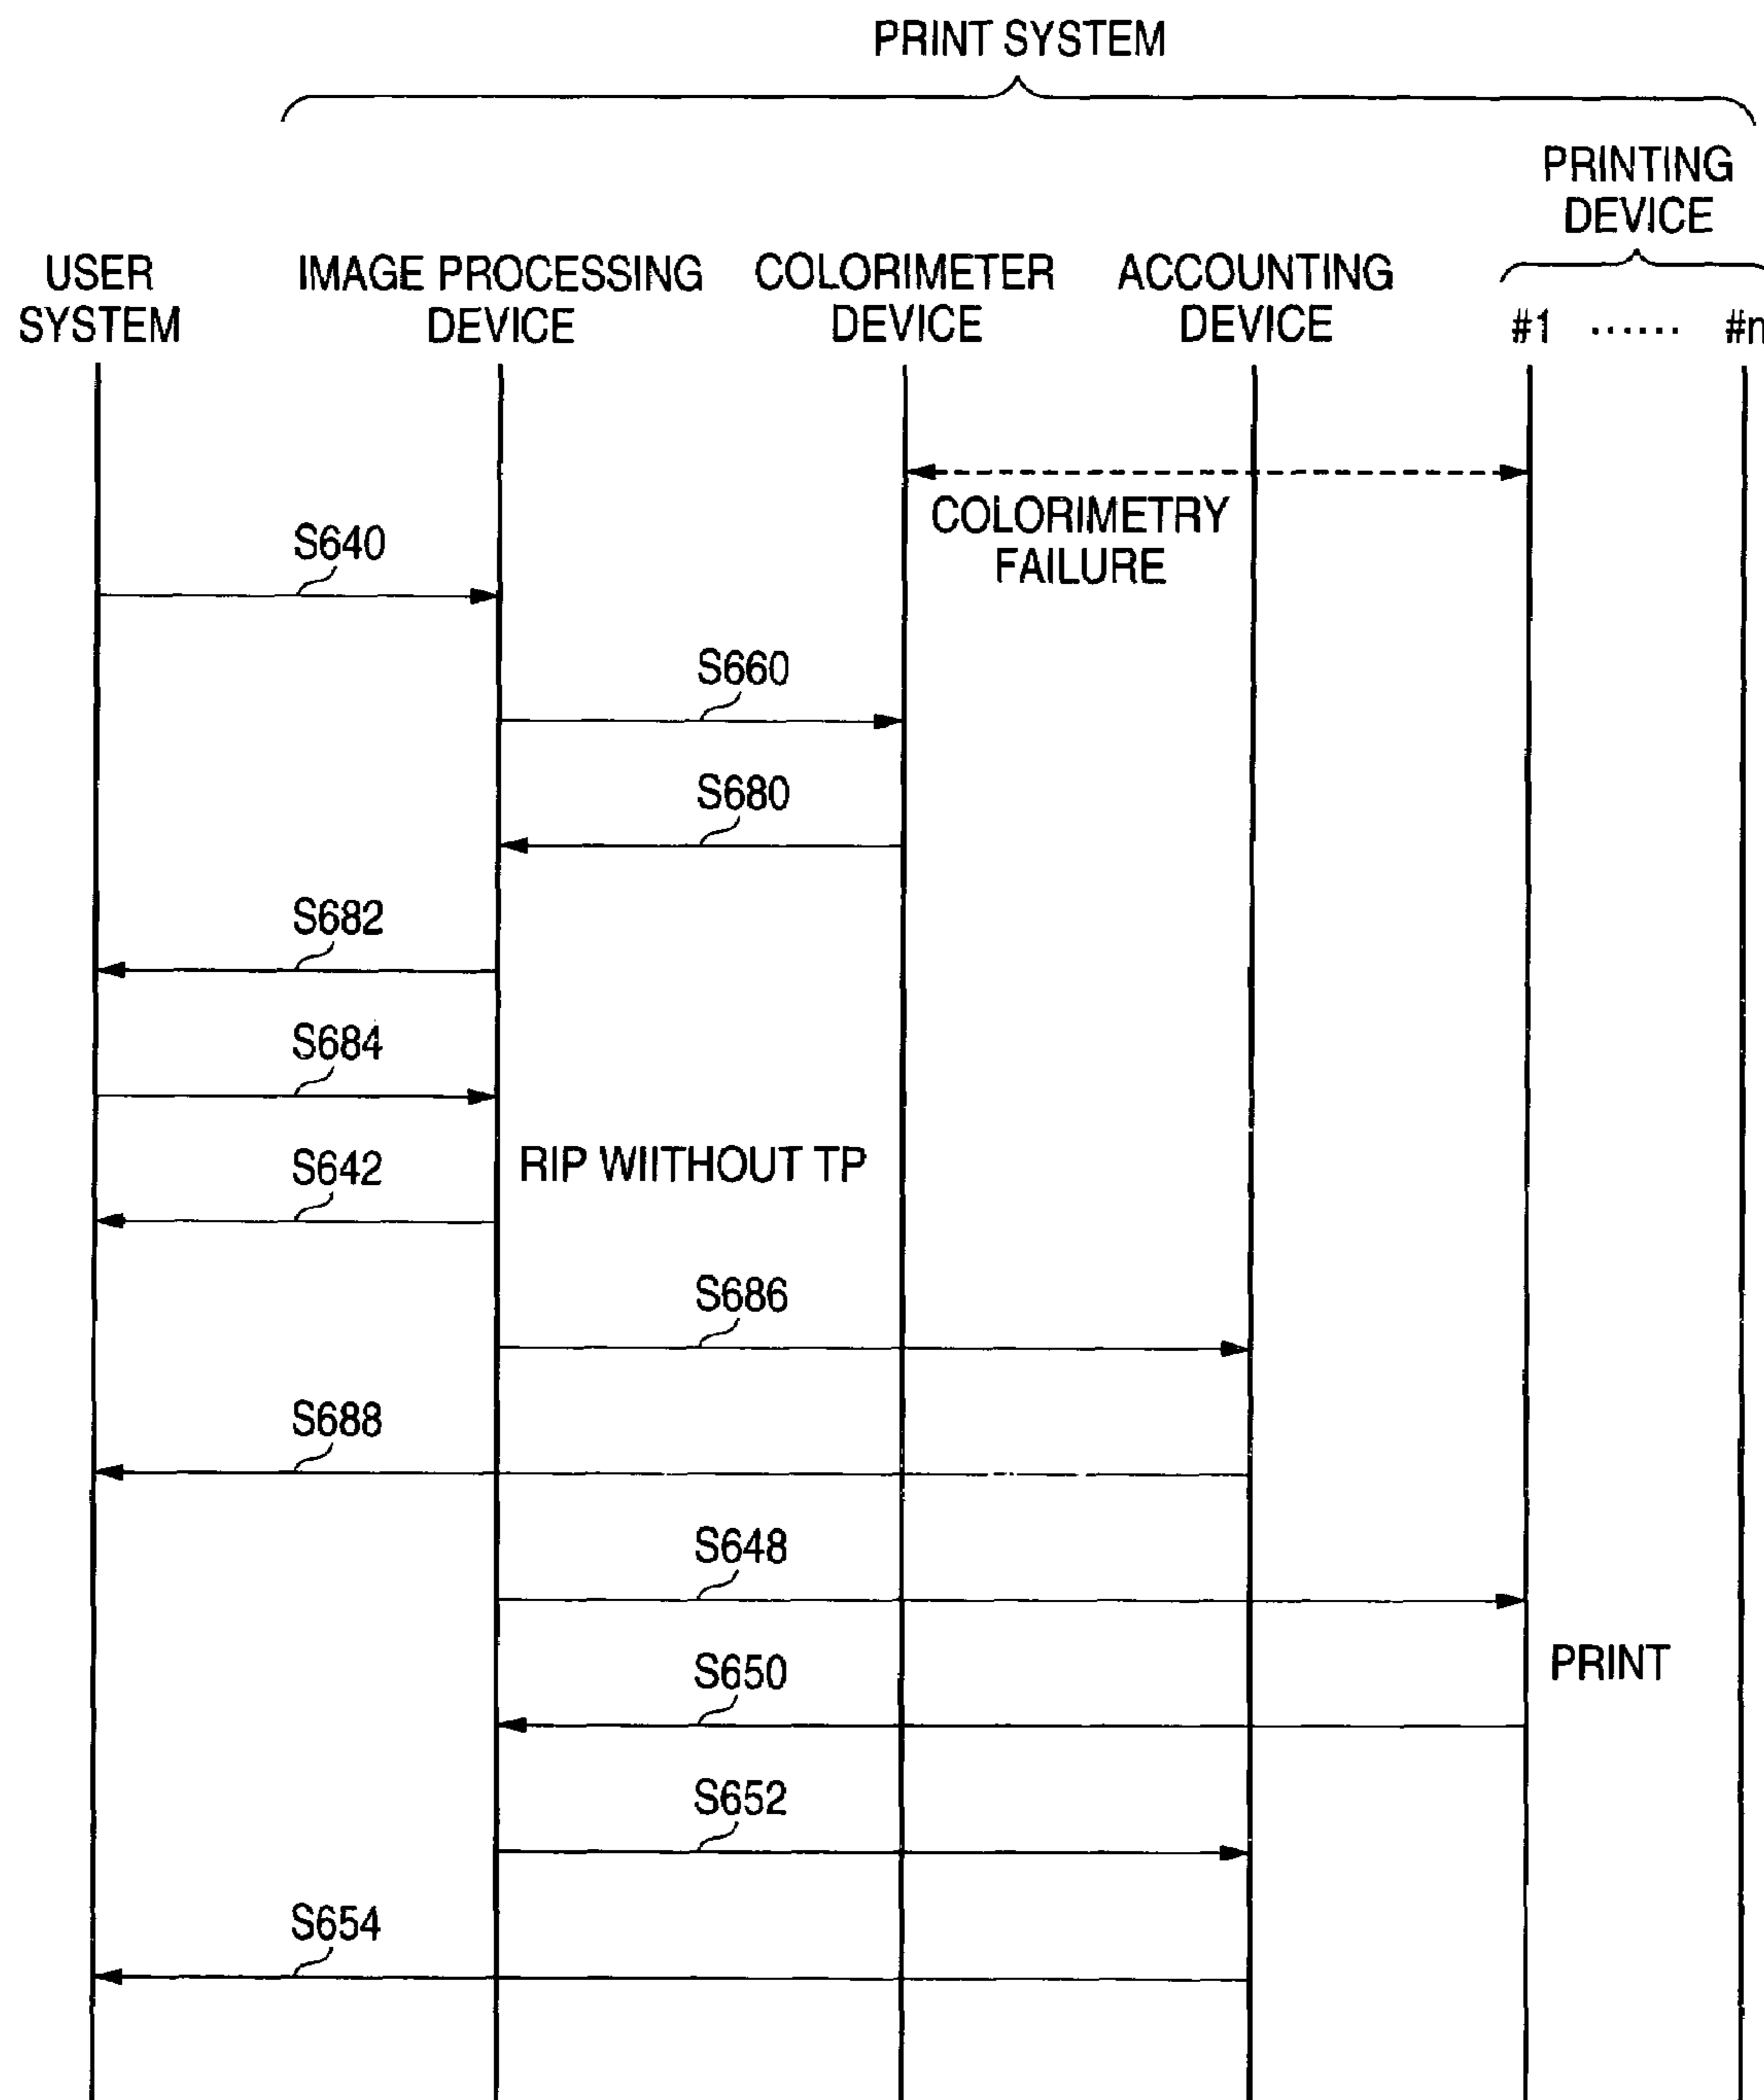 PRINT SYSTEM
PRINTING
DEVICE
USER
SYSTEM
IMAGE PROCESSING
DEVICE
COLORIMETER
DEVICE
ACCOUNTING
DEVICE
#1 ...... #n
COLORIMETRY
FAILURE
S640
S660
S680
S682
S684
S642
RIP WIITHOUT TP
S686
S688
S648
PRINT
S650
S652
S654